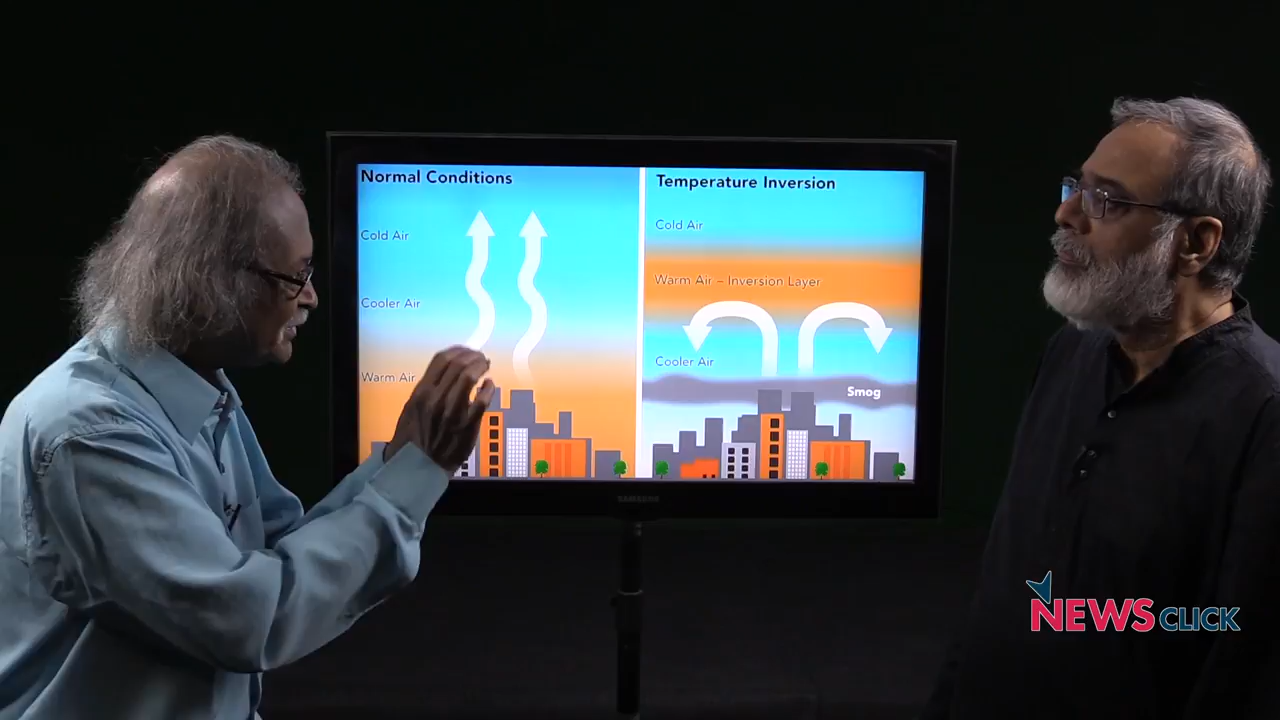 Normal Conditions
Cold Air
Cooler Air
Warm Air
Temperature Inversion
Cold Air
Warm Air – Inversion Layer
Cooler Air
Smog
SAMSUNG
NEWSCLICK